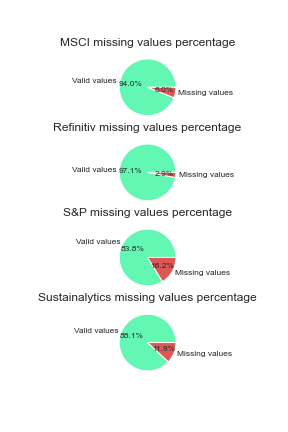 MSCI missing values percentage
Valid values 94.0% 6.0% Missing values
Refinitiv missing values percentage
Valid values 97.1% 2.9% Missing values
S&P missing values percentage
Valid values
83.8%
16.2%
Missing values
Sustainalytics missing values percentage
Valid values 88.1%
11.9%
Missing values